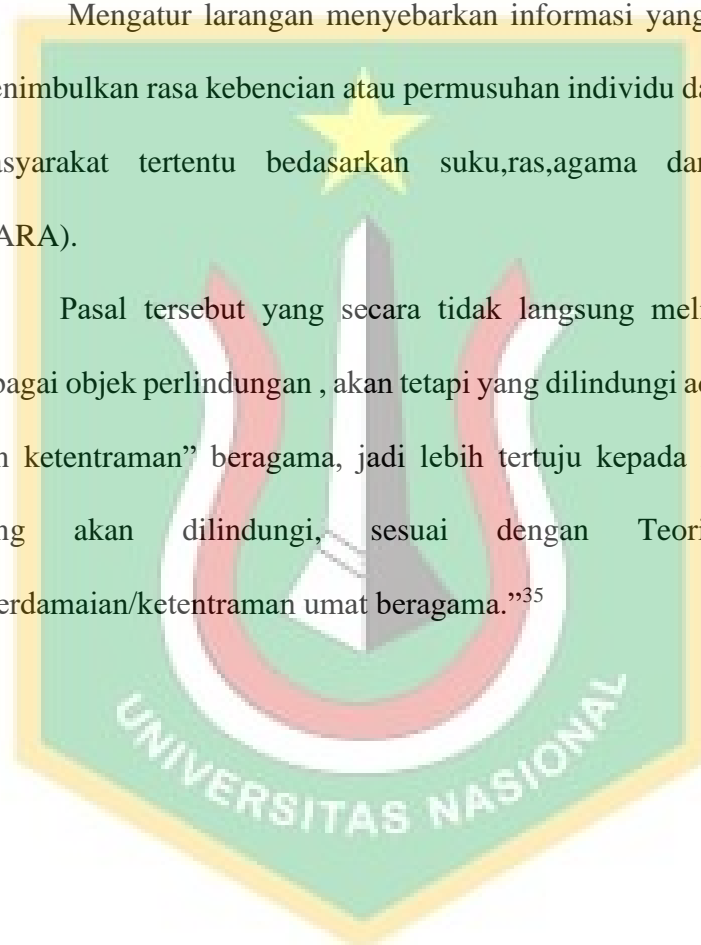 Mengatur larangan menyebarkan informasi yang
enimbulkan rasa kebencian atau permusuhan individu da
asyarakat tertentu bedasarkan suku,ras,agama dar
ARA).
Pasal tersebut yang secara tidak langsung meli
bagai objek perlindungan , akan tetapi yang dilindungi ad
n ketentraman” beragama, jadi lebih tertuju kepada
ng akan dilindungi, sesuai dengan Teori
erdamaian/ketentraman umat beragama.”35
UNIVERSITAS NASIONAL